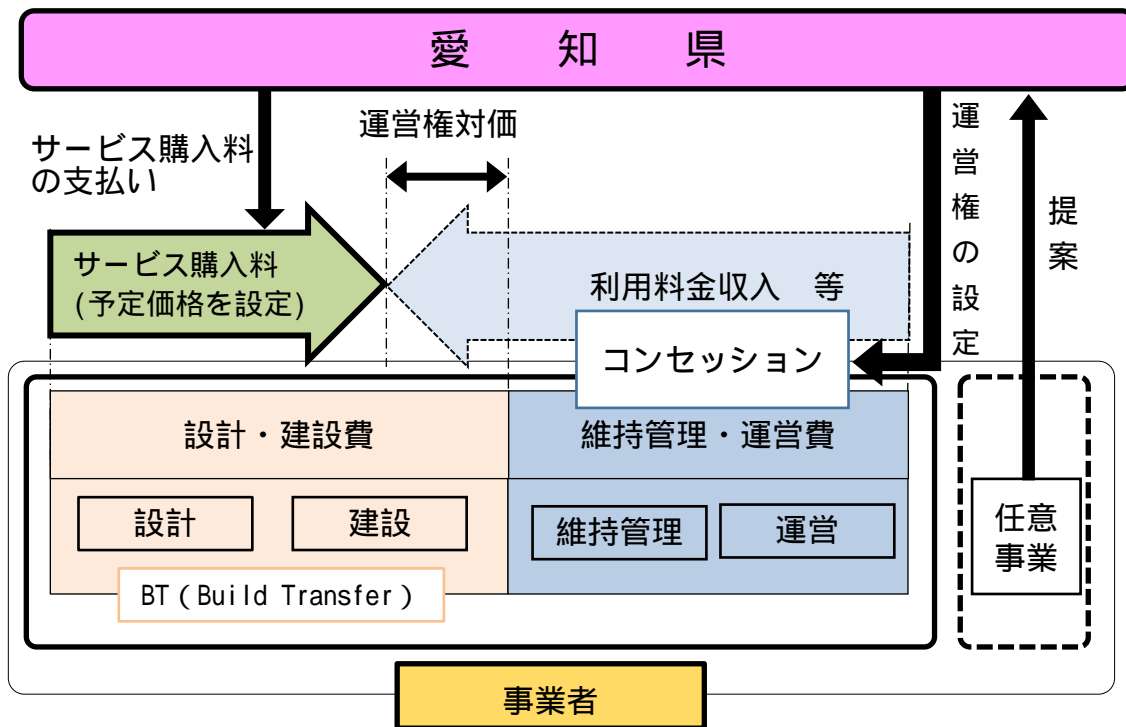 愛　知　県
運営権対価
サービス購入料
の支払い
運営権の設定
提案
サービス購入料
(予定価格を設定)
利用料金収入　等
コンセッション
設計・建設費
維持管理・運営費
設計
建設
維持管理
運営
任意
事業
BT(Build Transfer)
事業者